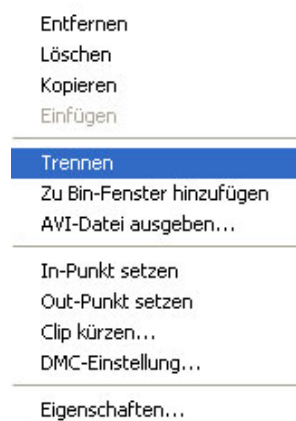 Entfernen
Löschen
Kopieren
Einfügen
Trennen
Zu Bin-Fenster hinzufügen
AVI-Datei ausgeben...
In-Punkt setzen
Out-Punkt setzen
Clip kürzen...
DMC-Einstellung...
Eigenschaften...